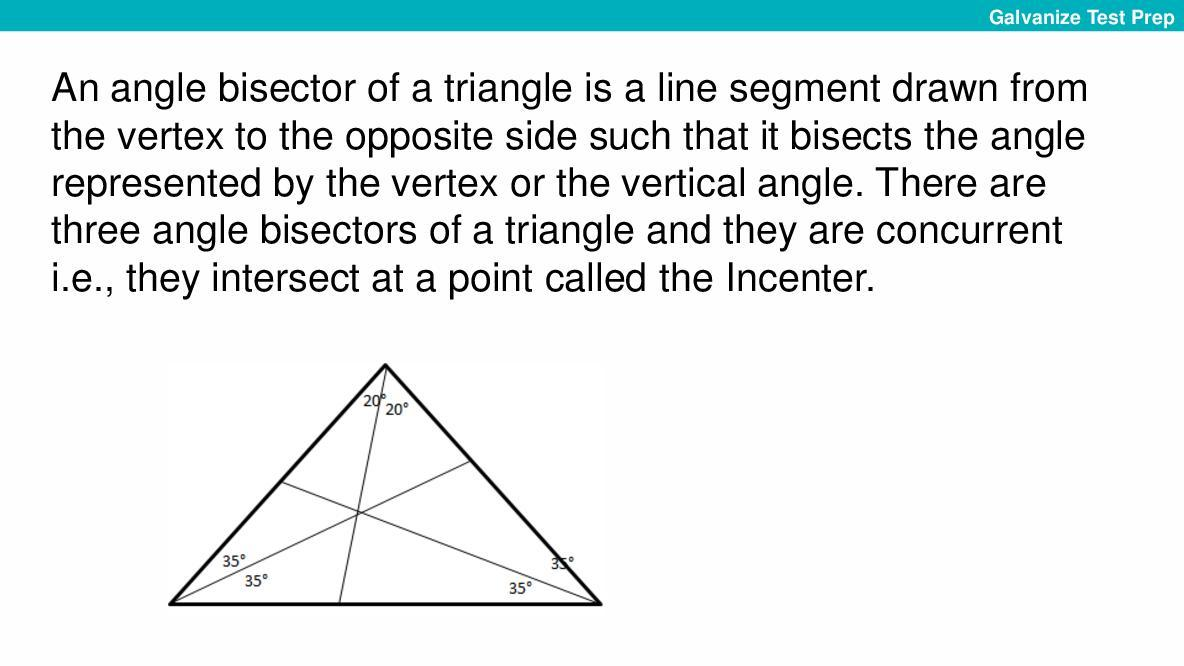 Galvanize Test Prep
An angle bisector of a triangle is a line segment drawn from
the vertex to the opposite side such that it bisects the angle
represented by the vertex or the vertical angle. There are
three angle bisectors of a triangle and they are concurrent
i.e., they intersect at a point called the Incenter.
20°
20°
35°
35°
35°
35°